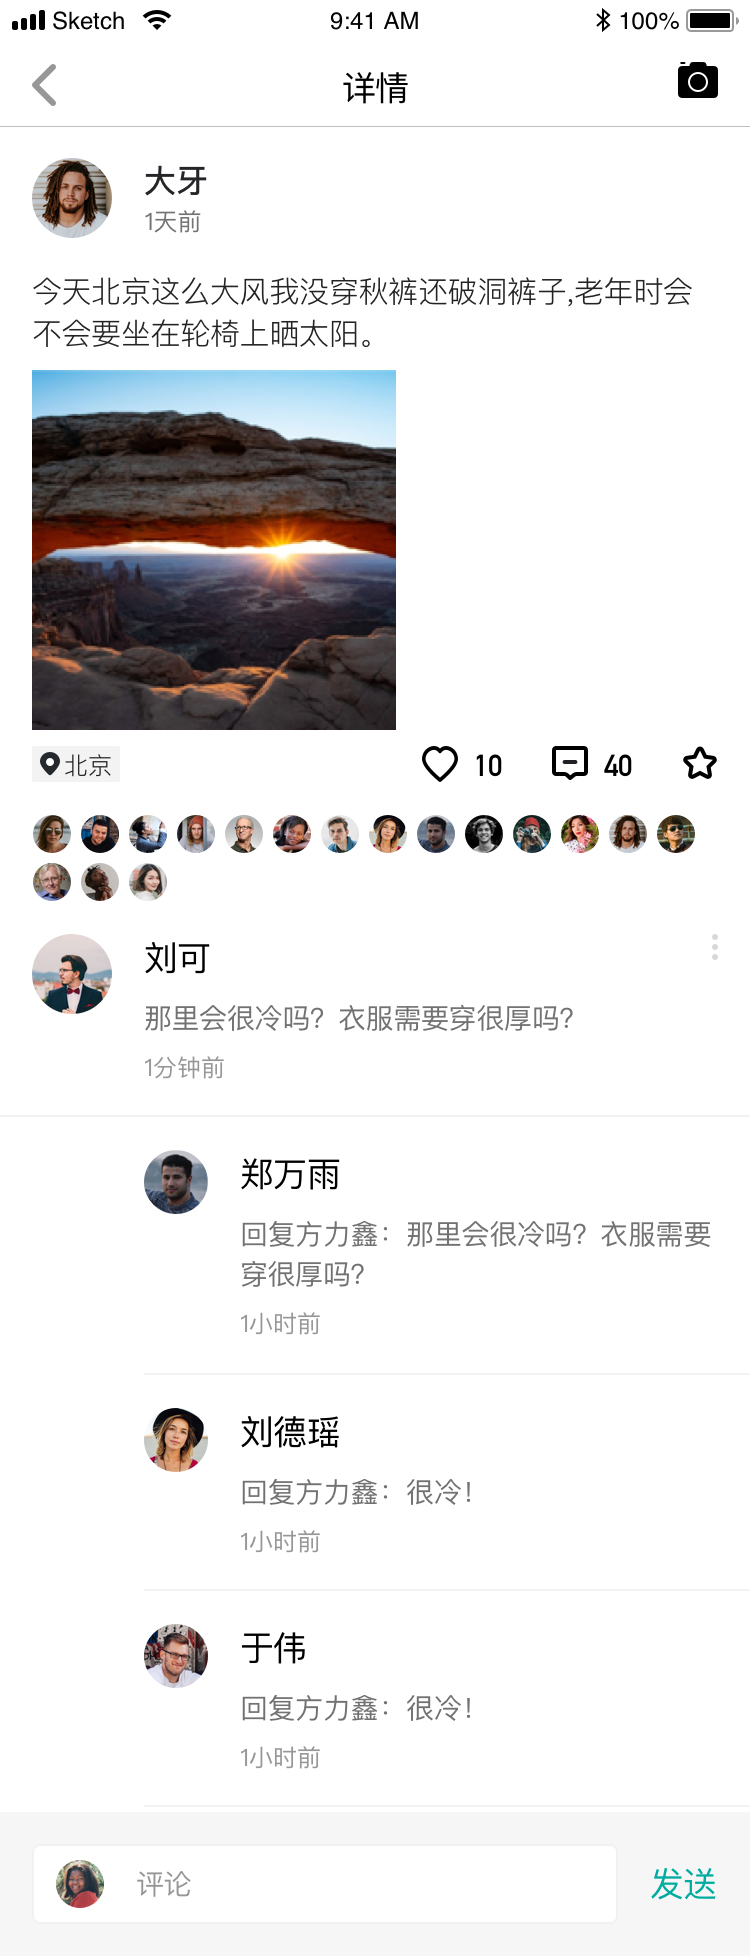 Sketch 9:41 AM 100%
详情
大牙
1天前
今天北京这么大风我没穿秋裤还破洞裤子,老年时会
不会要坐在轮椅上晒太阳。
北京 10 40
刘可
那里会很冷吗？衣服需要穿很厚吗?
1分钟前
郑万雨
回复方力鑫：那里会很冷吗？衣服需要
穿很厚吗?
1小时前
刘德瑶
回复方力鑫：很冷！
1小时前
于伟
回复方力鑫：很冷！
1小时前
评论 发送